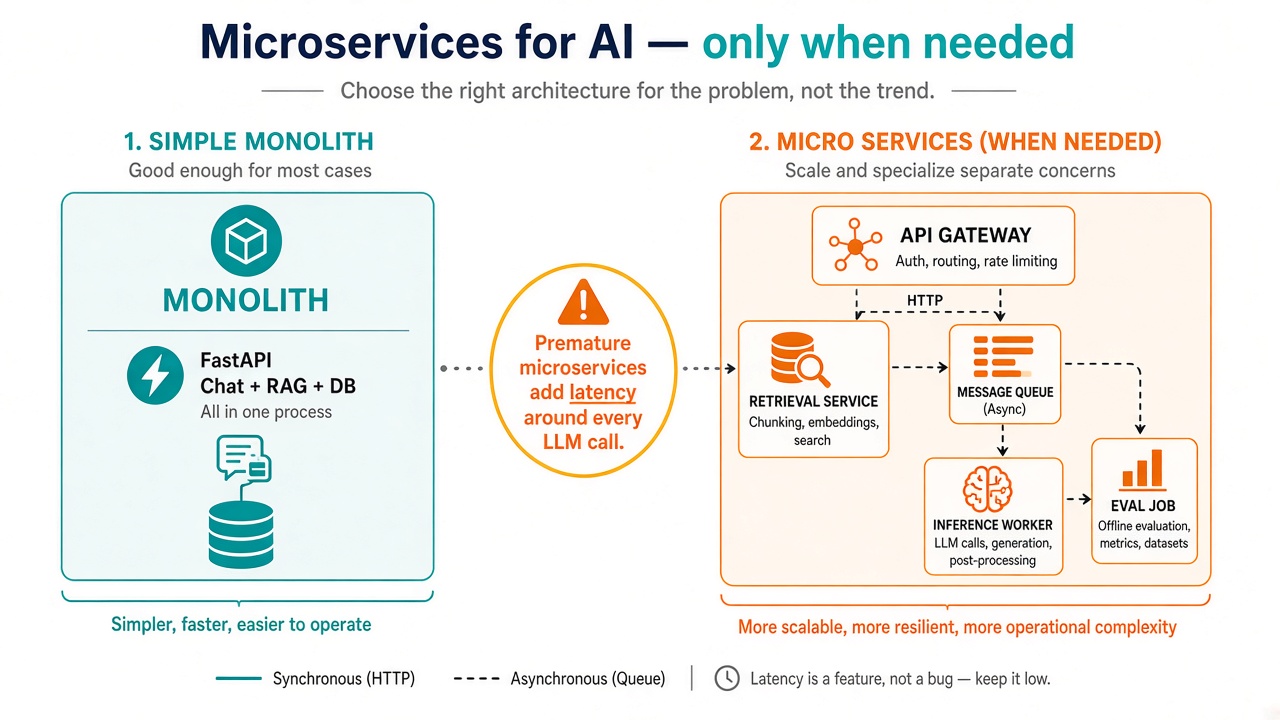 Microservices for AI — only when needed
Choose the right architecture for the problem, not the trend.
1. SIMPLE MONOLITH
Good enough for most cases
MONOLITH
FastAPI
Chat + RAG + DB
All in one process
Simpler, faster, easier to operate
Premature
microservices
add latency
around every
LLM call.
2. MICRO SERVICES (WHEN NEEDED)
Scale and specialize separate concerns
API GATEWAY
Auth, routing, rate limiting
HTTP
RETRIEVAL SERVICE
Chunking, embeddings,
search
MESSAGE QUEUE
(Async)
INFERENCE WORKER
LLM calls, generation,
post-processing
EVAL JOB
Offline evaluation,
metrics, datasets
More scalable, more resilient, more operational complexity
Synchronous (HTTP)
Asynchronous (Queue)
Latency is a feature, not a bug — keep it low.